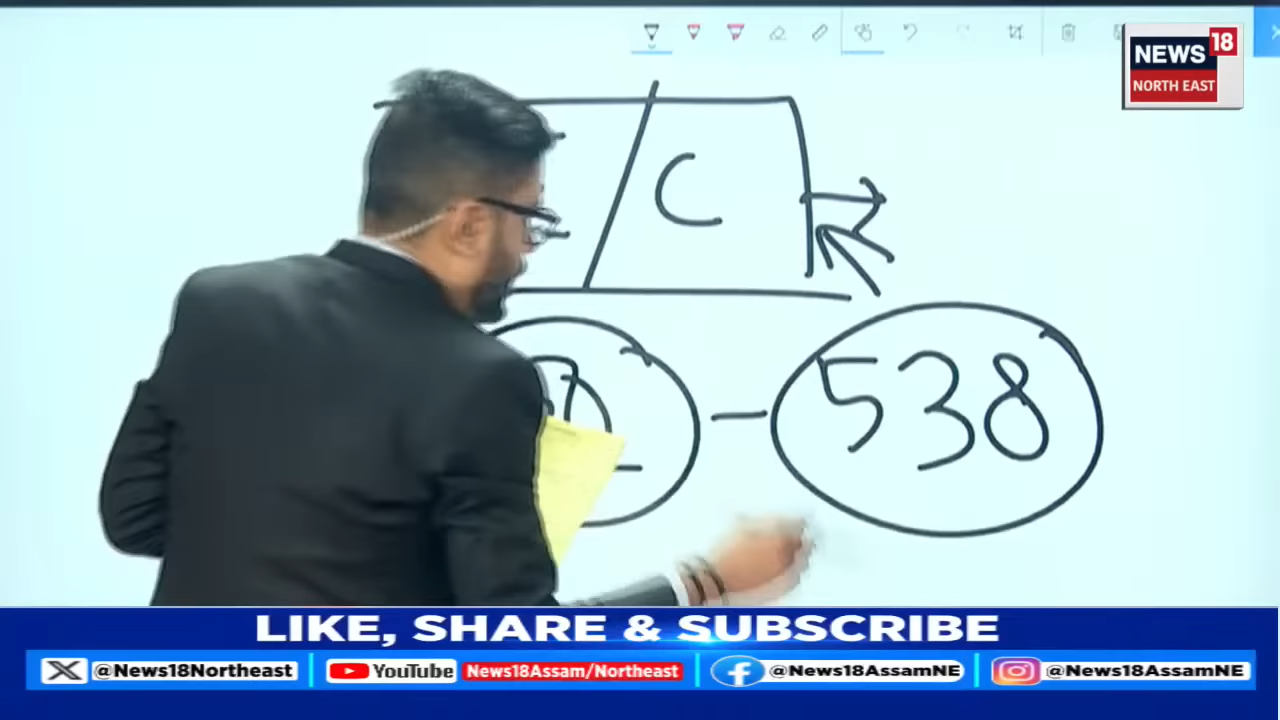 NEWS 18
NORTH EAST
C
- 538
LIKE, SHARE & SUBSCRIBE
@News18Northeast
YouTube News18Assam/Northeast
@News18AssamNE
@News18AssamNE